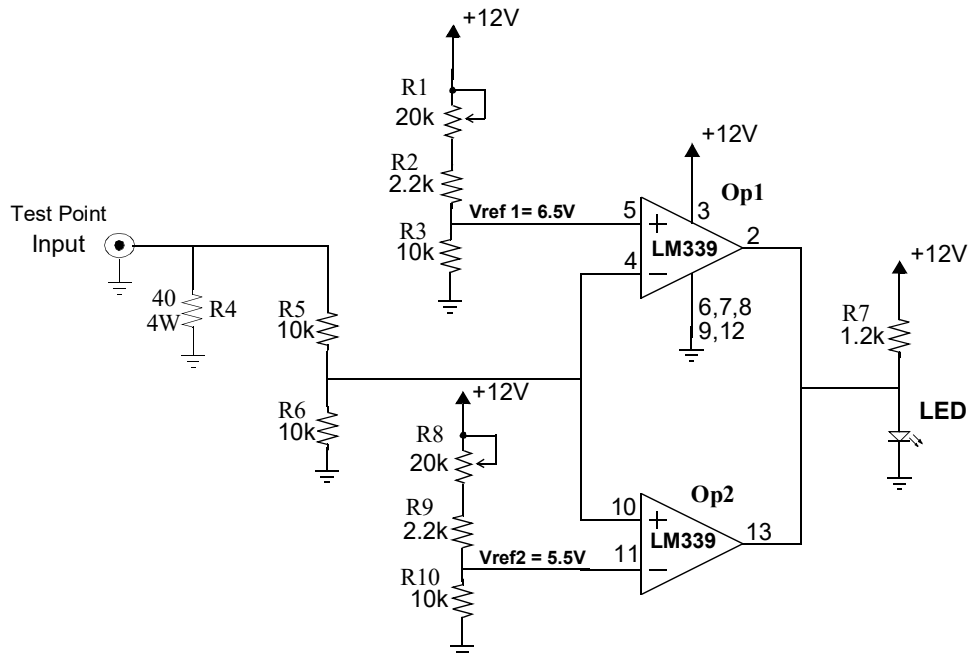 +12V
R1
20k
R2
2.2k
Vref 1= 6.5V
R3
10k
+12V
Op1
5
+
3
LM339
2
4
−
6,7,8
9,12
Test Point
Input
40
4W
R4
R5
10k
R6
10k
+12V
R7
1.2k
LED
+12V
R8
20k
R9
2.2k
Vref2 = 5.5V
R10
10k
Op2
10
+
LM339
13
11
−